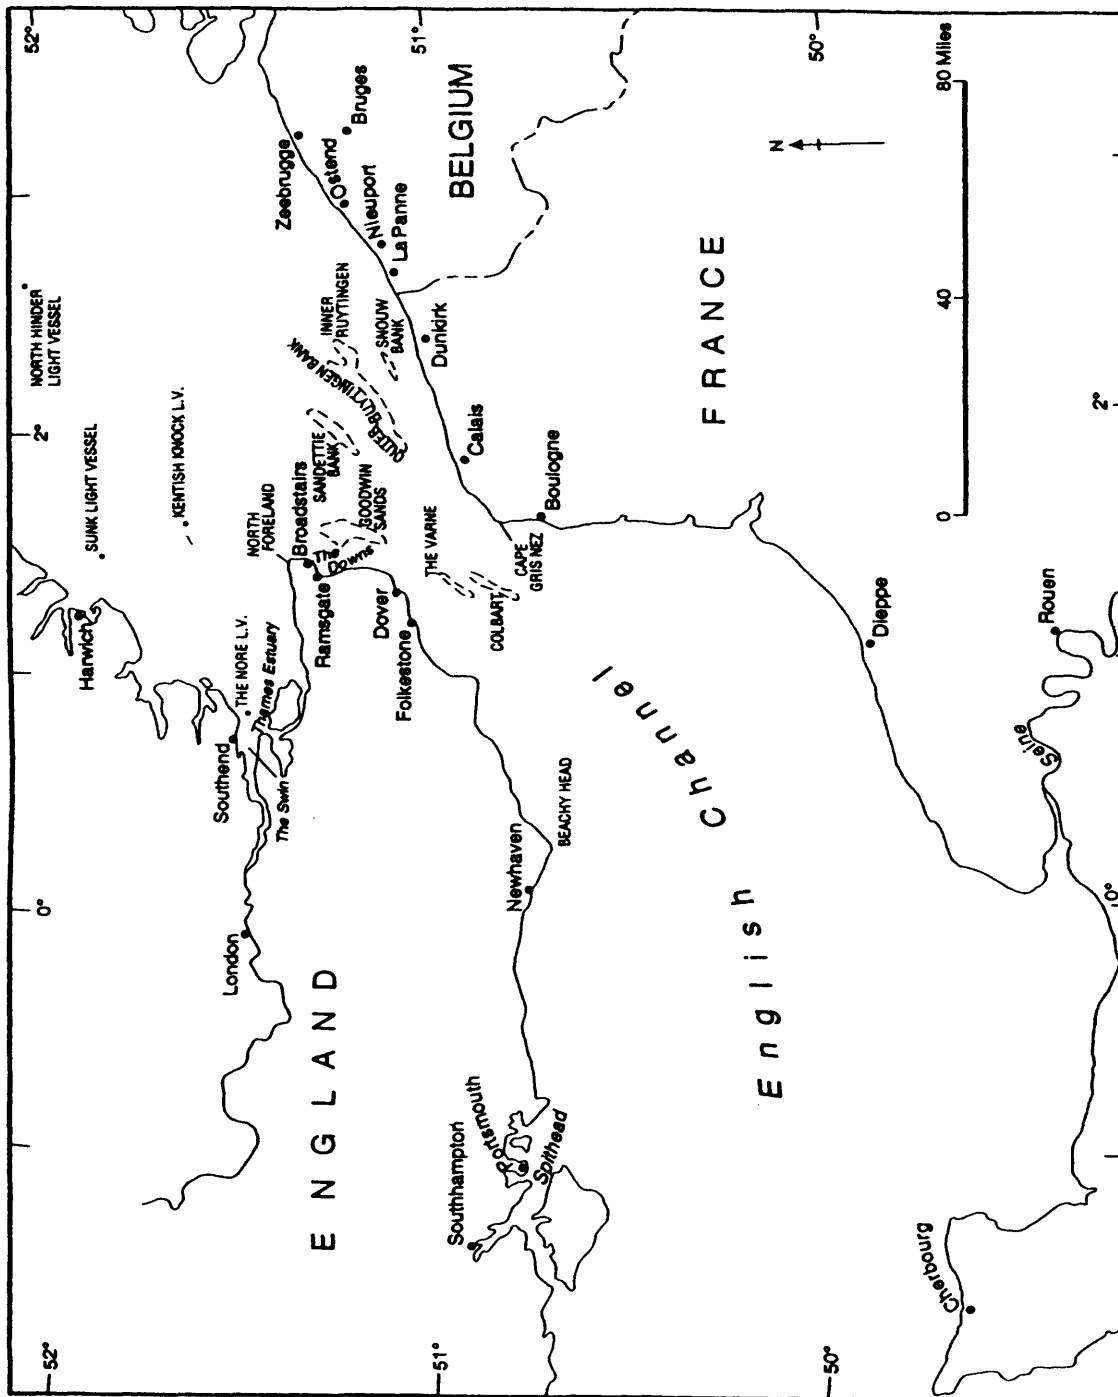 52°
51°
50°
52°
51°
50°
0°
2°
0°
2°
NORTH HINDER
LIGHT VESSEL
SUNK LIGHT VESSEL
KENTISH KNOCK L.V.
Harwich
THE NORE L.V.
Thames Estuary
Southend
The Swin
London
ENGLAND
NORTH
FORELAND
Broadstairs
Ramsgate
The
Downs
GOODWIN
SANDS
SANDETTIE
BANK
OUTER RUYTINGEN BANK
INNER
RUYTINGEN
SNOUW
BANK
Zeebrugge
Bruges
Ostend
Nieuport
La Panne
BELGIUM
Dunkirk
Calais
Boulogne
CAPE
GRIS NEZ
THE VARNE
COLBART
Dover
Folkestone
BEACHY HEAD
Newhaven
Southhampton
Portsmouth
Spithead
English Channel
FRANCE
Dieppe
Rouen
Seine
Cherbourg
N
0
40
80 Miles